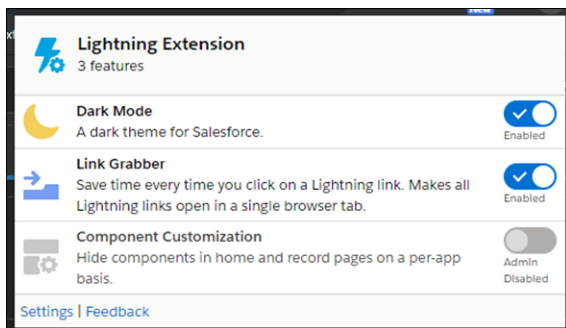 New
Lightning Extension
3 features
Dark Mode
A dark theme for Salesforce.
Enabled
Link Grabber
Save time every time you click on a Lightning link. Makes all
Lightning links open in a single browser tab.
Enabled
Component Customization
Hide components in home and record pages on a per-app
basis.
Admin
Disabled
Settings | Feedback